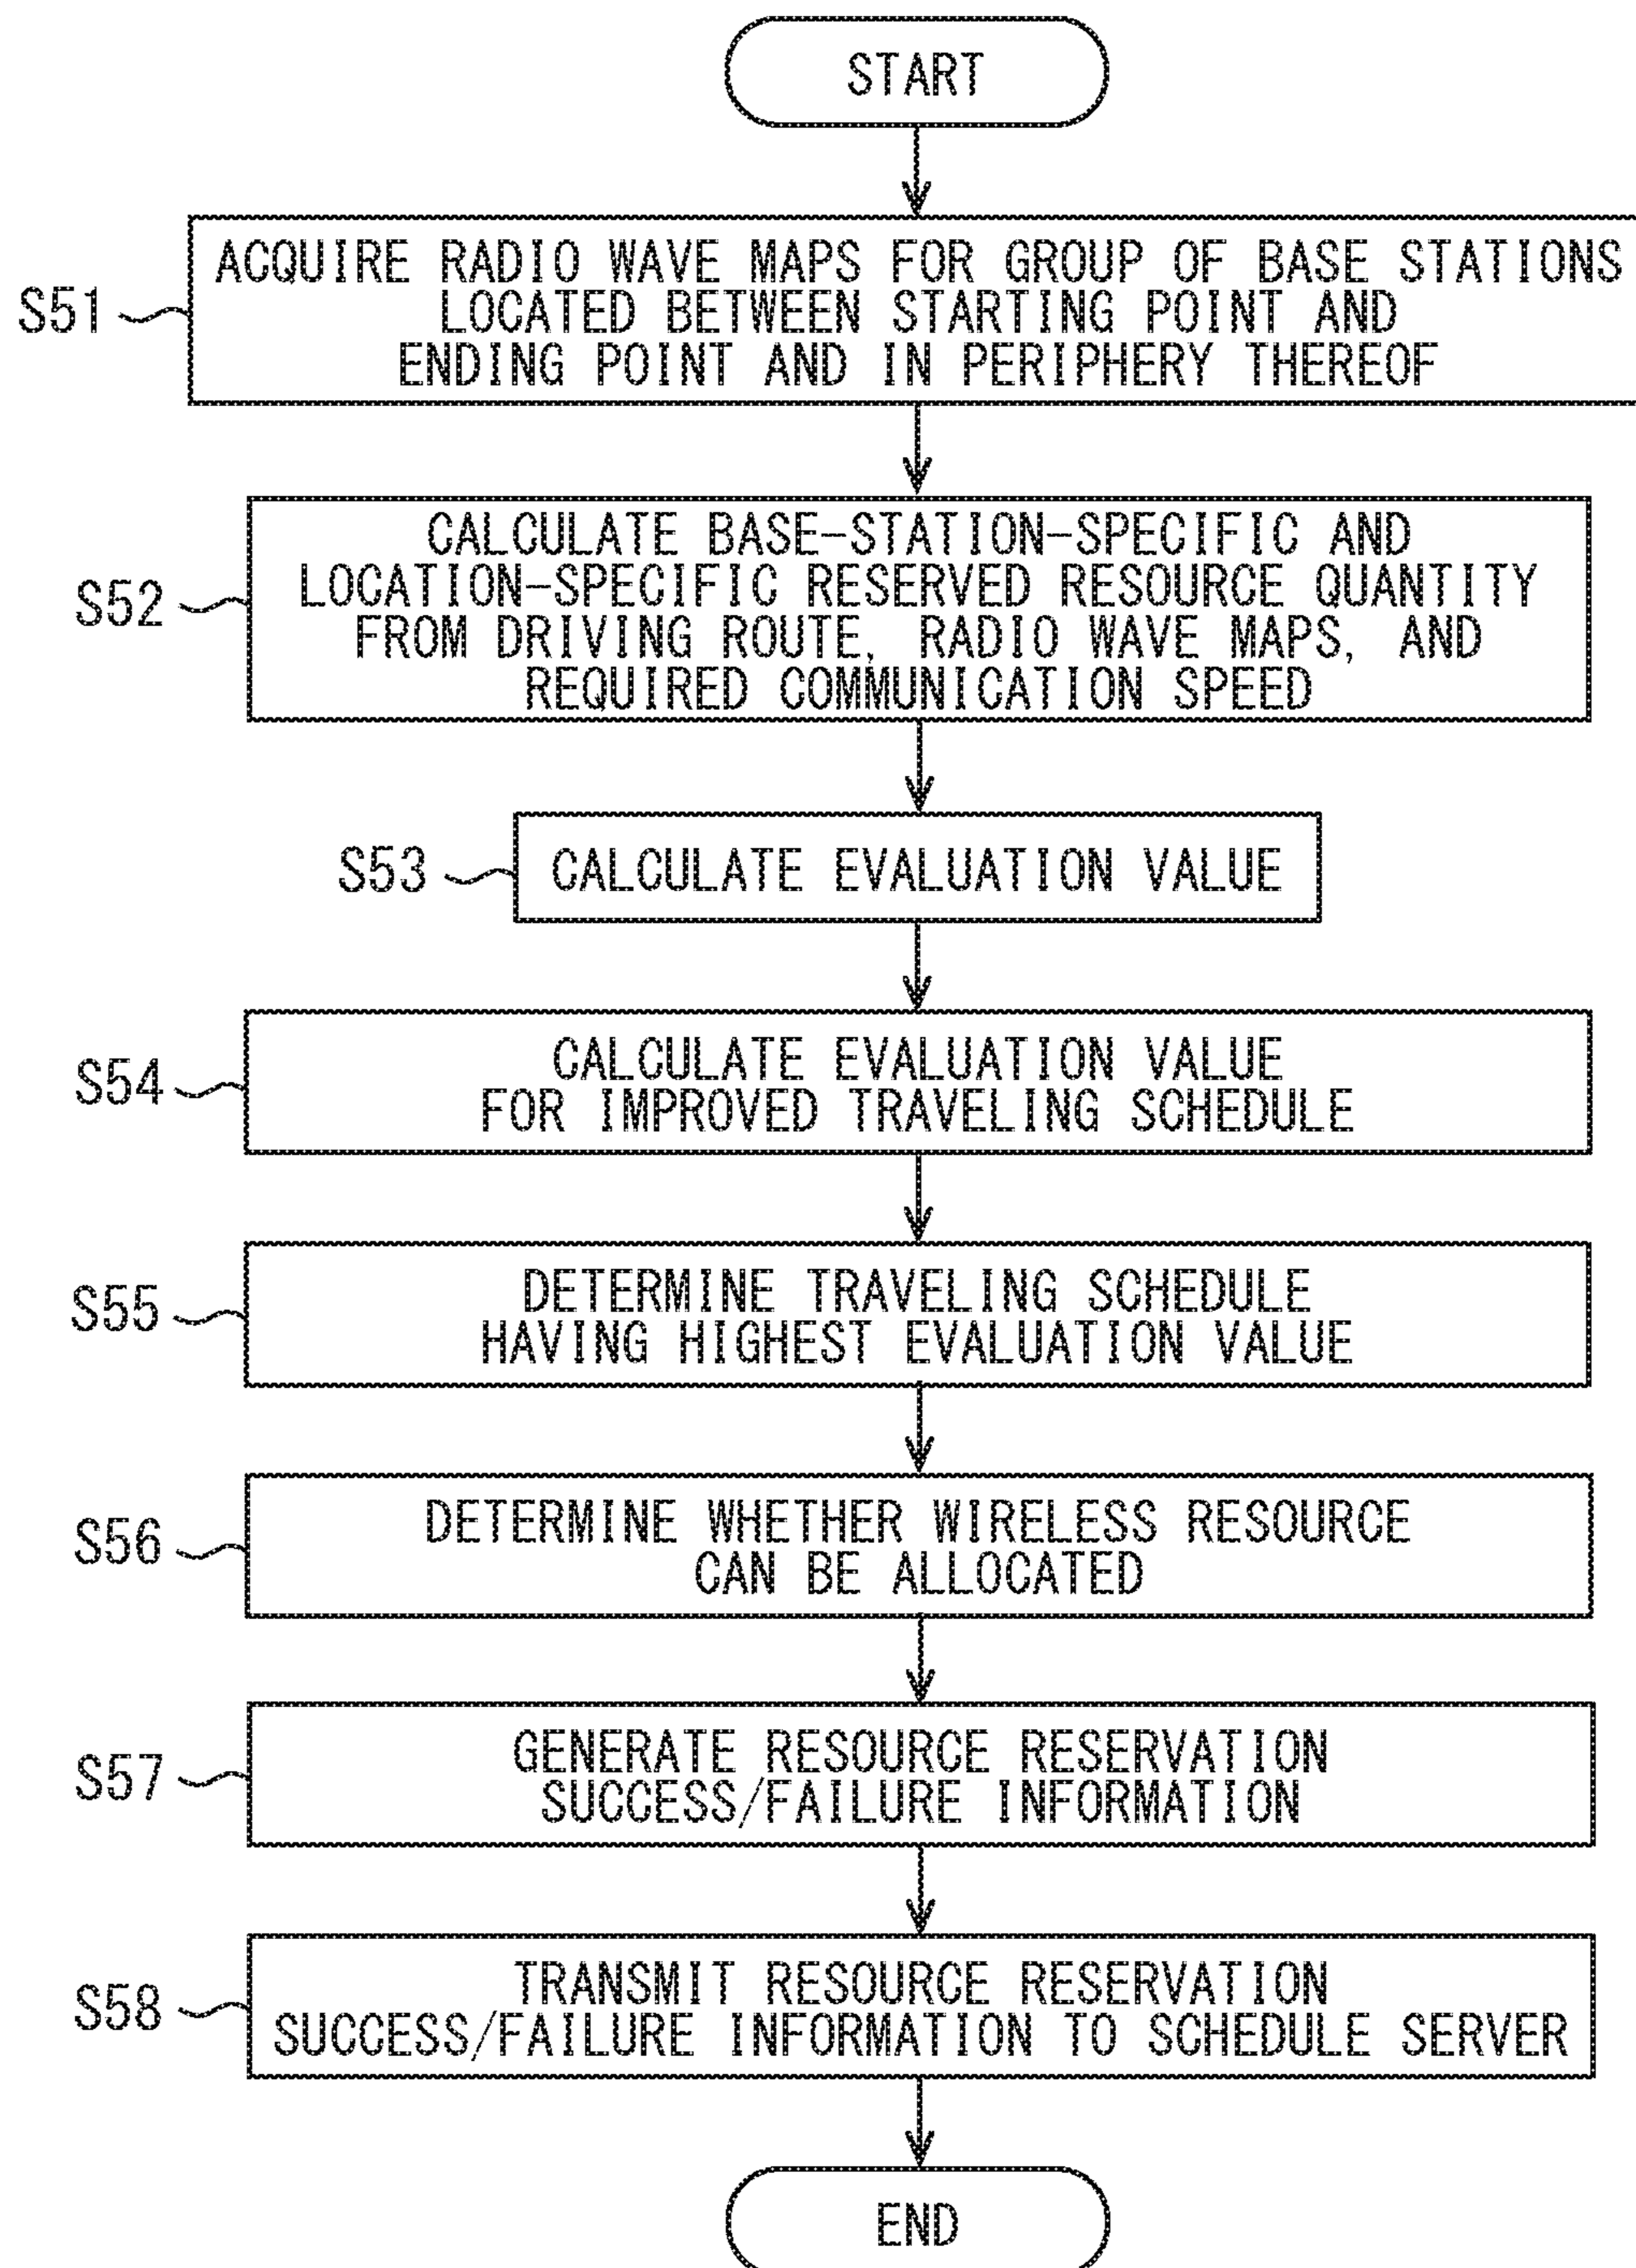 START
S51
ACQUIRE RADIO WAVE MAPS FOR GROUP OF BASE STATIONS
LOCATED BETWEEN STARTING POINT AND
ENDING POINT AND IN PERIPHERY THEREOF
S52
CALCULATE BASE-STATION-SPECIFIC AND
LOCATION-SPECIFIC RESERVED RESOURCE QUANTITY
FROM DRIVING ROUTE, RADIO WAVE MAPS, AND
REQUIRED COMMUNICATION SPEED
S53
CALCULATE EVALUATION VALUE
S54
CALCULATE EVALUATION VALUE
FOR IMPROVED TRAVELING SCHEDULE
S55
DETERMINE TRAVELING SCHEDULE
HAVING HIGHEST EVALUATION VALUE
S56
DETERMINE WHETHER WIRELESS RESOURCE
CAN BE ALLOCATED
S57
GENERATE RESOURCE RESERVATION
SUCCESS/FAILURE INFORMATION
S58
TRANSMIT RESOURCE RESERVATION
SUCCESS/FAILURE INFORMATION TO SCHEDULE SERVER
END